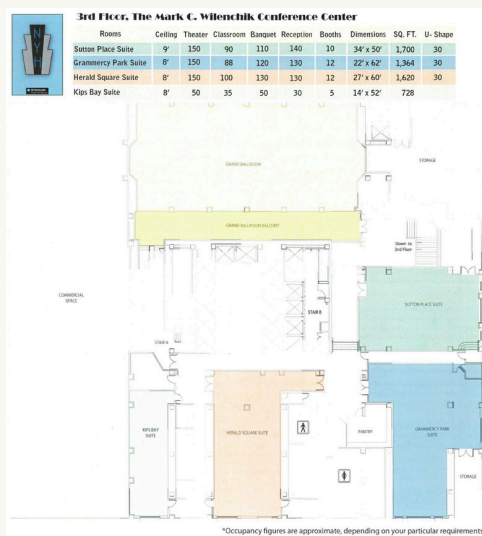 3rd Floor, The Mark C. Wilenchik Conference Center
NYH
Rooms Ceiling Theater Classroom Banquet Reception Booths Dimensions SQ. FT. U- Shape
Sutton Place Suite 9' 150 90 110 140 10 34' x 50' 1,700 30
Grammercy Park Suite 8' 150 88 120 130 12 22' x 62' 1,364 30
Herald Square Suite 8' 150 100 130 130 12 27' x 60' 1,620 30
Kips Bay Suite 8' 50 35 50 30 5 14' x 52' 728
GRAND BALLROOM
STORAGE
GRAND BALLROOM BALCONY
Down to
2nd Floor
COMMERCIAL
SPACE
SUTTON PLACE SUITE
STAIR B
STAIR A
KIPS BAY
SUITE
HERALD SQUARE SUITE
PANTRY
GRAMMERCY PARK
SUITE
STORAGE
*Occupancy figures are approximate, depending on your particular requirements